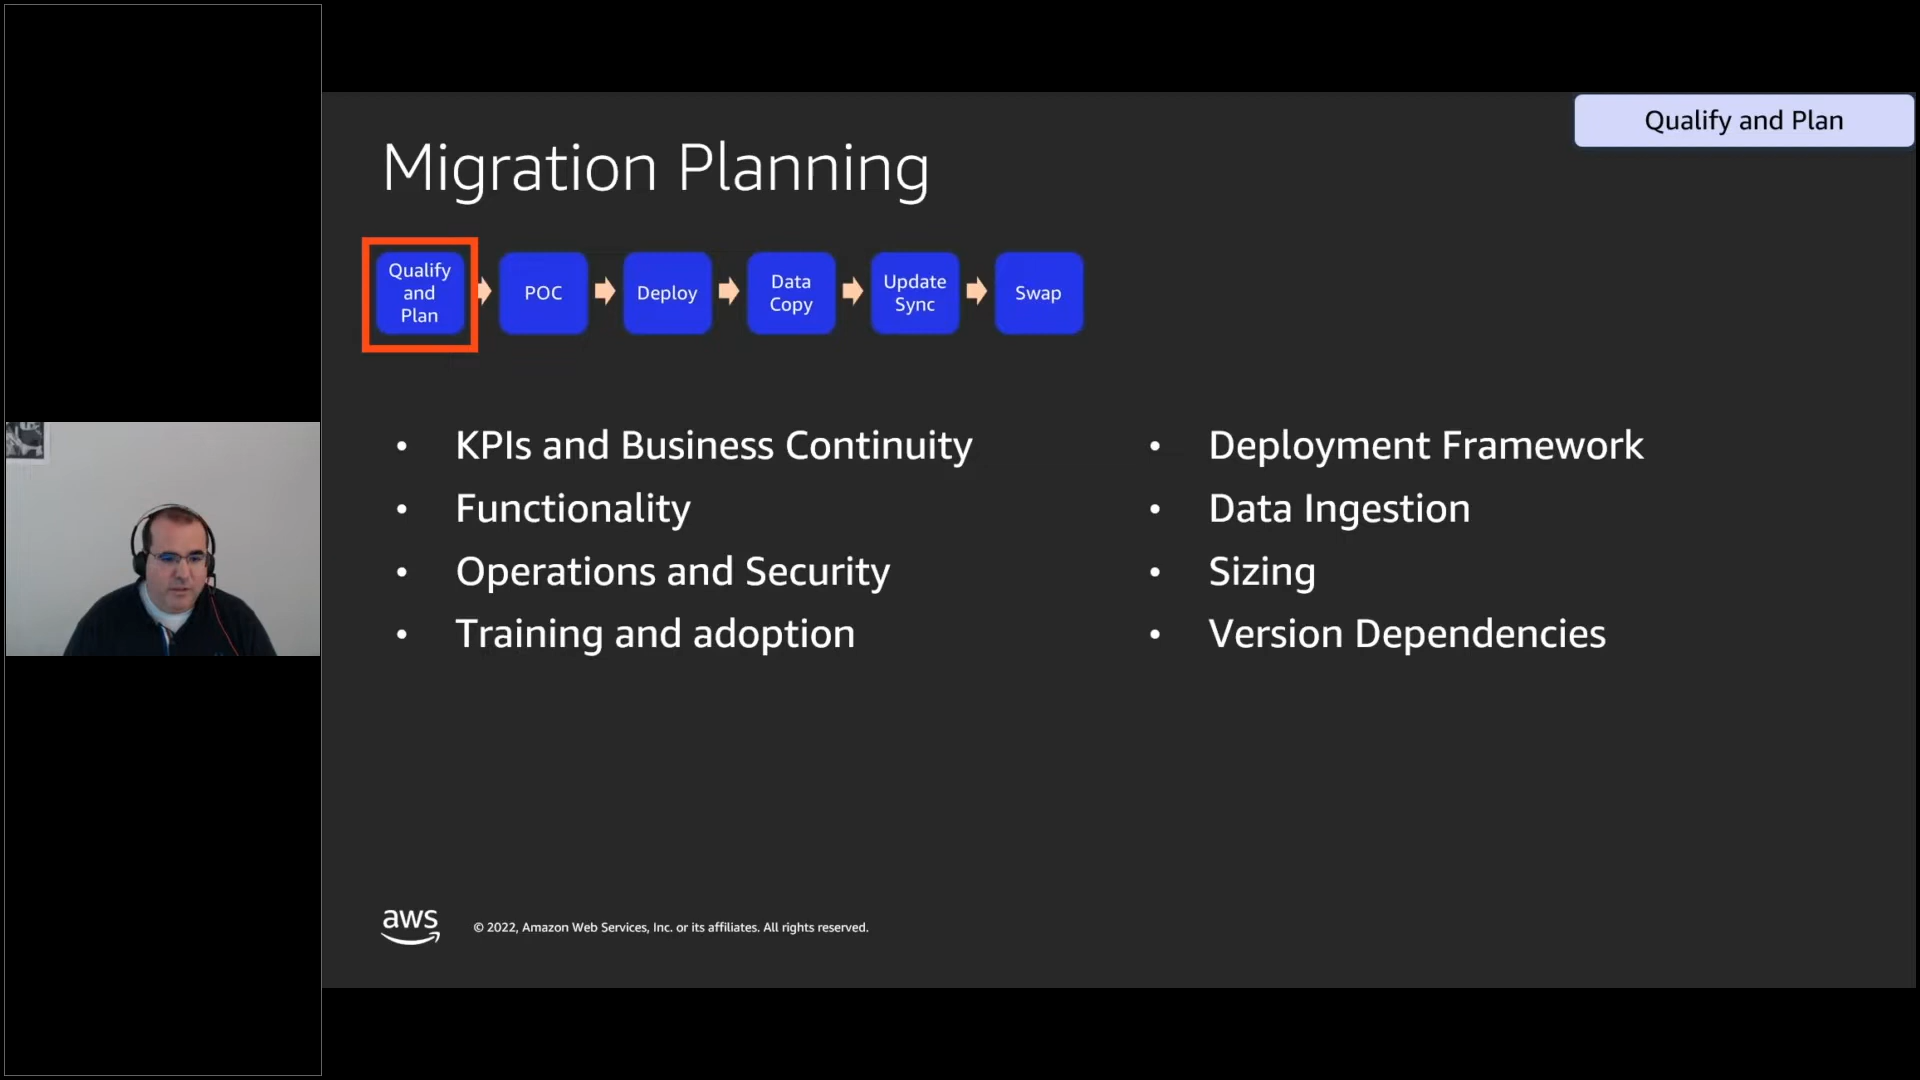 Qualify and Plan
Migration Planning
Qualify
and
Plan
POC
Deploy
Data
Copy
Update
Sync
Swap
• KPIs and Business Continuity
• Functionality
• Operations and Security
• Training and adoption
• Deployment Framework
• Data Ingestion
• Sizing
• Version Dependencies
aws
© 2022, Amazon Web Services, Inc. or its affiliates. All rights reserved.